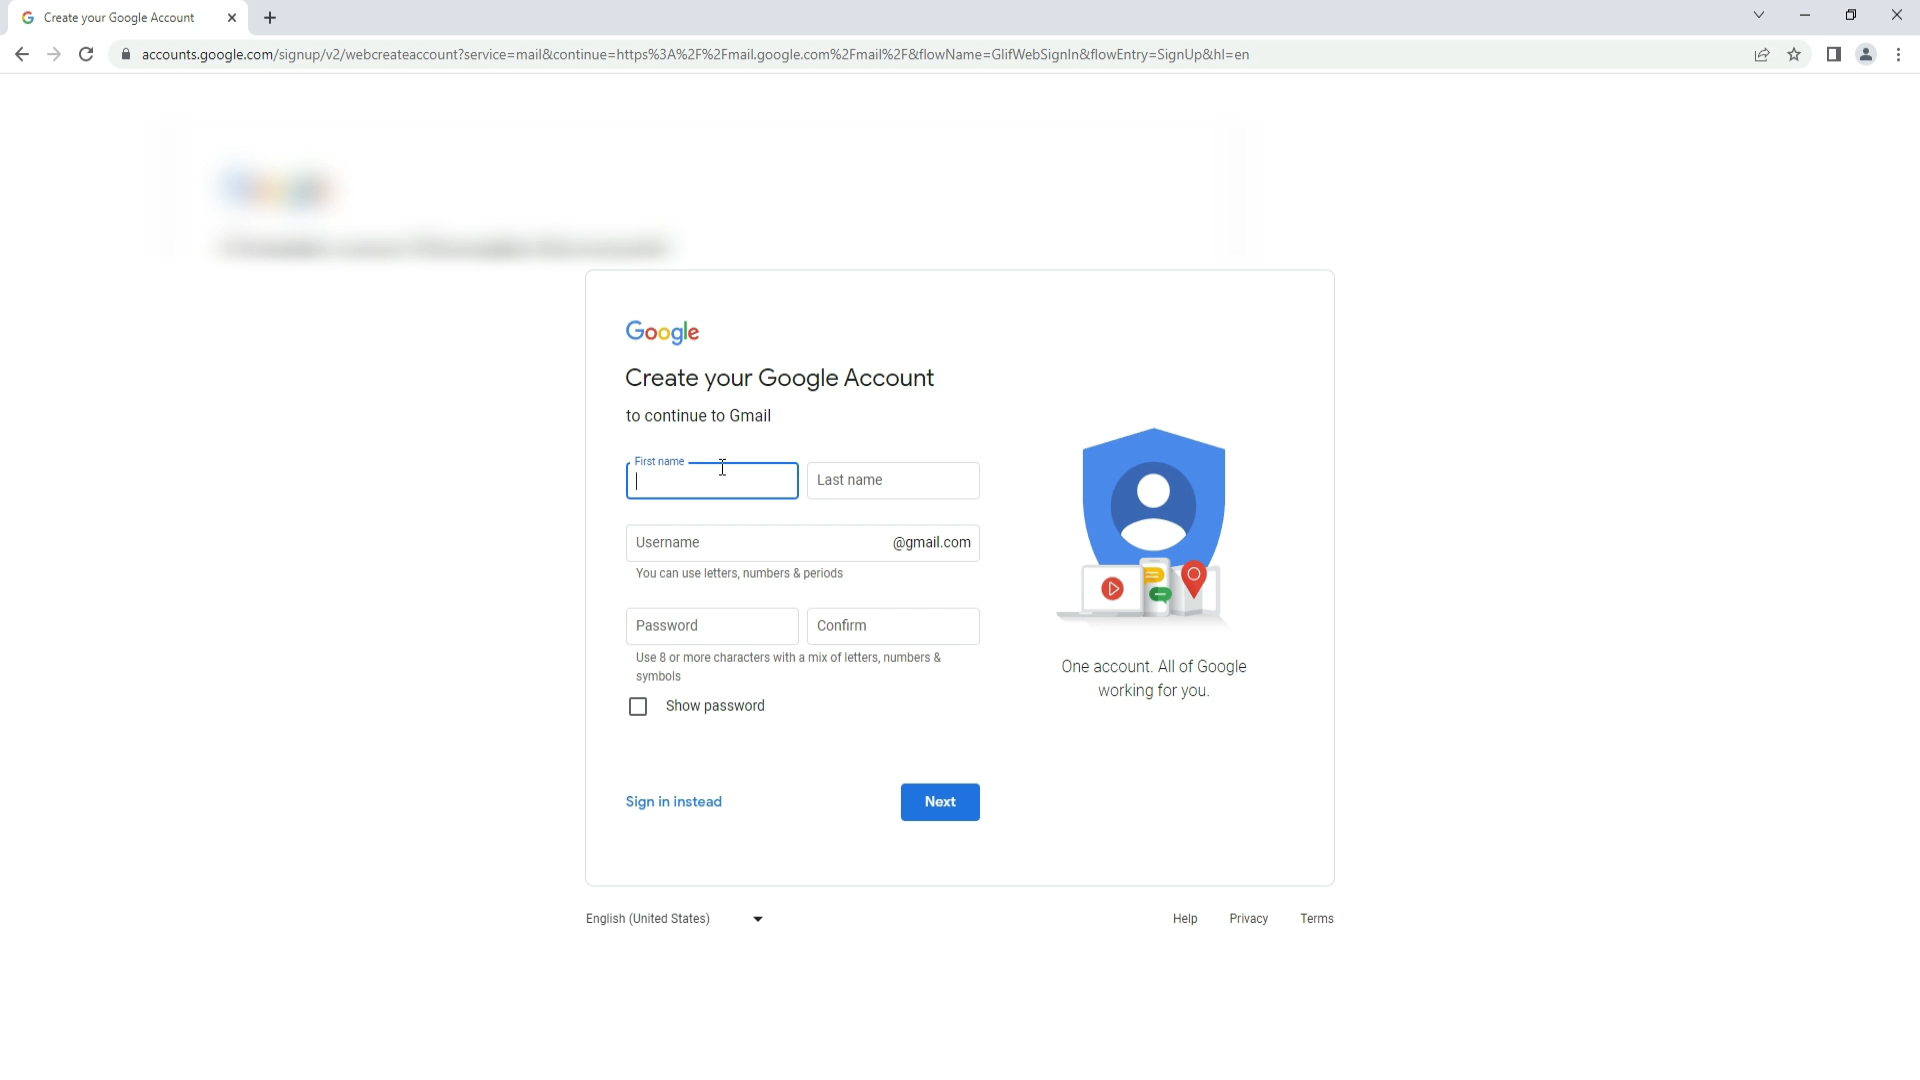 Create your Google Account
accounts.google.com/signup/v2/webcreateaccount?service=mail&continue=https%3A%2F%2Fmail.google.com%2Fmail%2F&flowName=GlifWebSignIn&flowEntry=SignUp&hl=en
Google
Create your Google Account
to continue to Gmail
First name
Last name
Username @gmail.com
You can use letters, numbers & periods
Password Confirm
Use 8 or more characters with a mix of letters, numbers &
symbols
Show password
One account. All of Google
working for you.
Sign in instead Next
English (United States) Help Privacy Terms